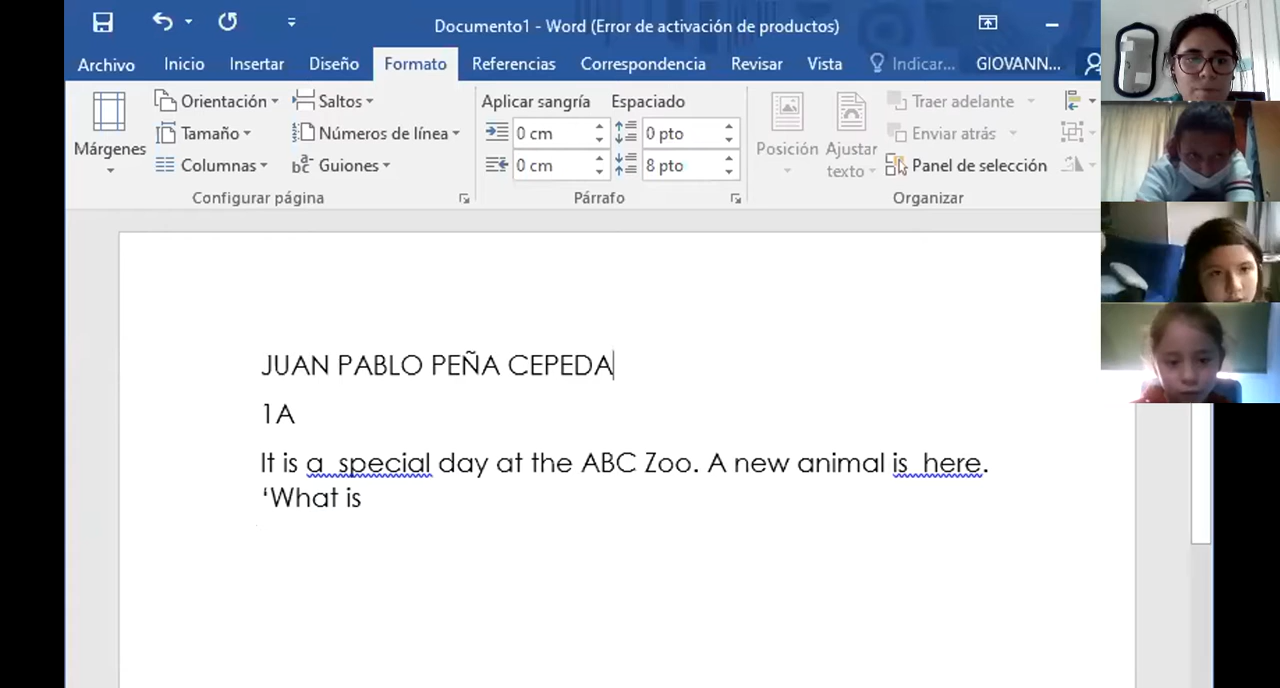 Documento1 - Word (Error de activación de productos)
Archivo Inicio Insertar Diseño Formato Referencias Correspondencia Revisar Vista Indicar... GIOVANN...
Orientación Saltos Aplicar sangría Espaciado Traer adelante
Tamaño Números de línea 0 cm 0 pto Enviar atrás
Márgenes Columnas Guiones 0 cm 8 pto Posición Ajustar texto Panel de selección
Configurar página Párrafo Organizar
JUAN PABLO PEÑA CEPEDA
1A
It is a  special day at the ABC Zoo. A new animal is  here.
‘What is